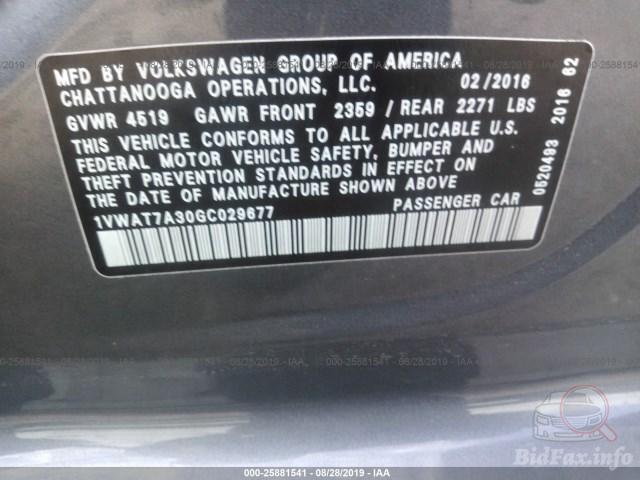 MFD BY VOLKSWAGEN GROUP OF AMERICA
CHATTANOOGA OPERATIONS, LLC. 02/2016
GVWR 4519 GAWR FRONT 2359 / REAR 2271 LBS
THIS VEHICLE CONFORMS TO ALL APPLICABLE U.S.
FEDERAL MOTOR VEHICLE SAFETY, BUMPER AND
THEFT PREVENTION STANDARDS IN EFFECT ON
THE DATE OF MANUFACTURE SHOWN ABOVE
1VWAT7A30GC029677 PASSENGER CAR
0520493 2016 62
000-25881541 - 08/28/2019 - IAA
BidFax.info